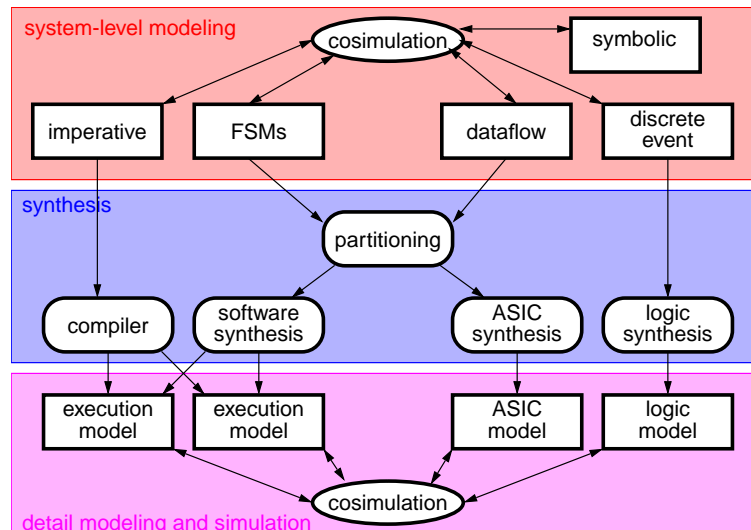 system-level modeling
cosimulation
symbolic
imperative
FSMs
dataflow
discrete
event
synthesis
partitioning
compiler
software
synthesis
ASIC
synthesis
logic
synthesis
execution
model
execution
model
ASIC
model
logic
model
cosimulation
detail modeling and simulation